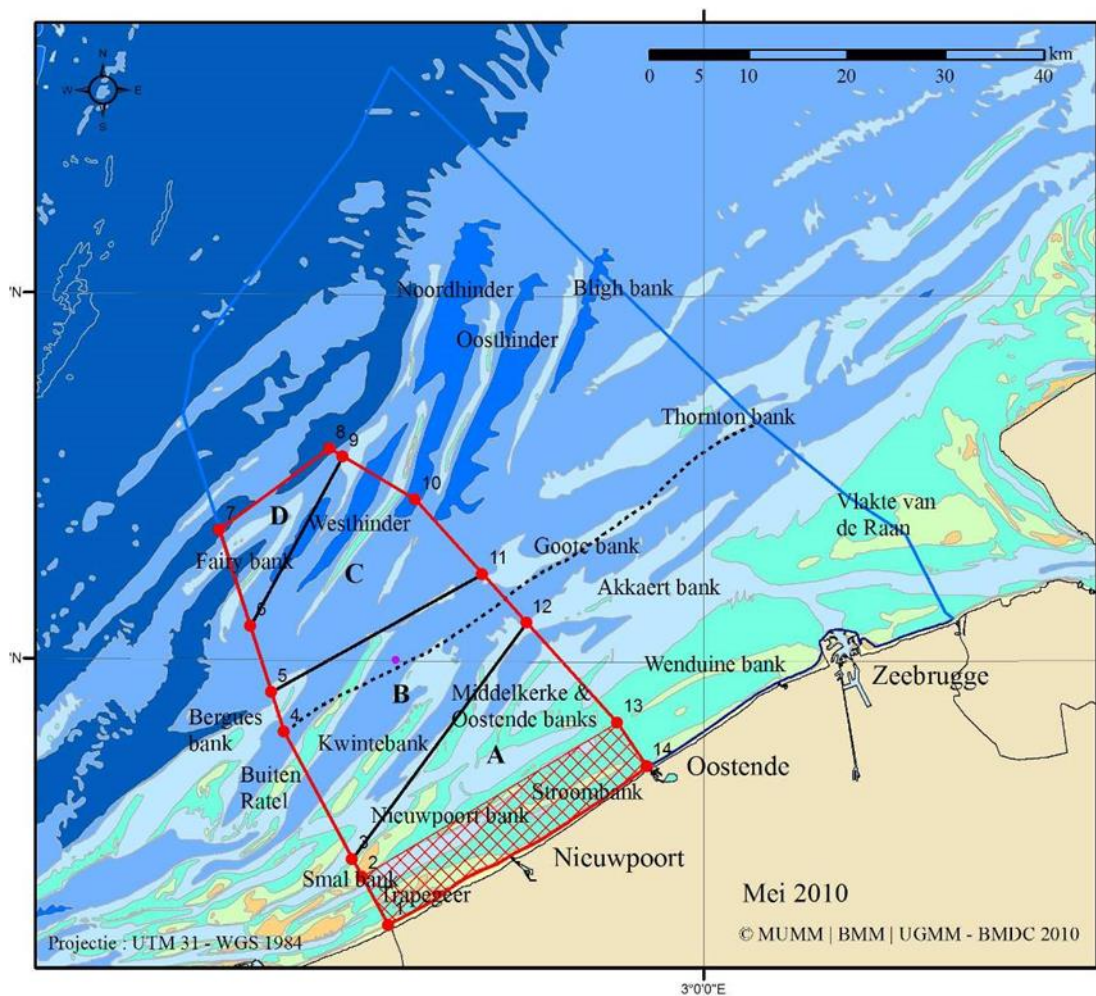 N
W E
S
km
0 5 10 20 30 40
°N
Noordhinder
Bligh bank
Oosthinder
Thornton bank
8
9
10
7
D
Westhinder
Vlakte van
de Raan
Fairy bank
C
Goote bank
11
Akkaert bank
12
6
°N
Wenduine bank
Zeebrugge
5
B
Middelkerke &
Oostende banks
13
Bergues
bank
4
Kwintebank
A
14
Oostende
Buiten
Ratel
Stroombank
Nieuwpoort bank
3
2
Nieuwpoort
Smal bank
Trapegeer
1
Mei 2010
Projectie : UTM 31 - WGS 1984
© MUMM | BMM | UGMM - BMDC 2010
3°0'0"E